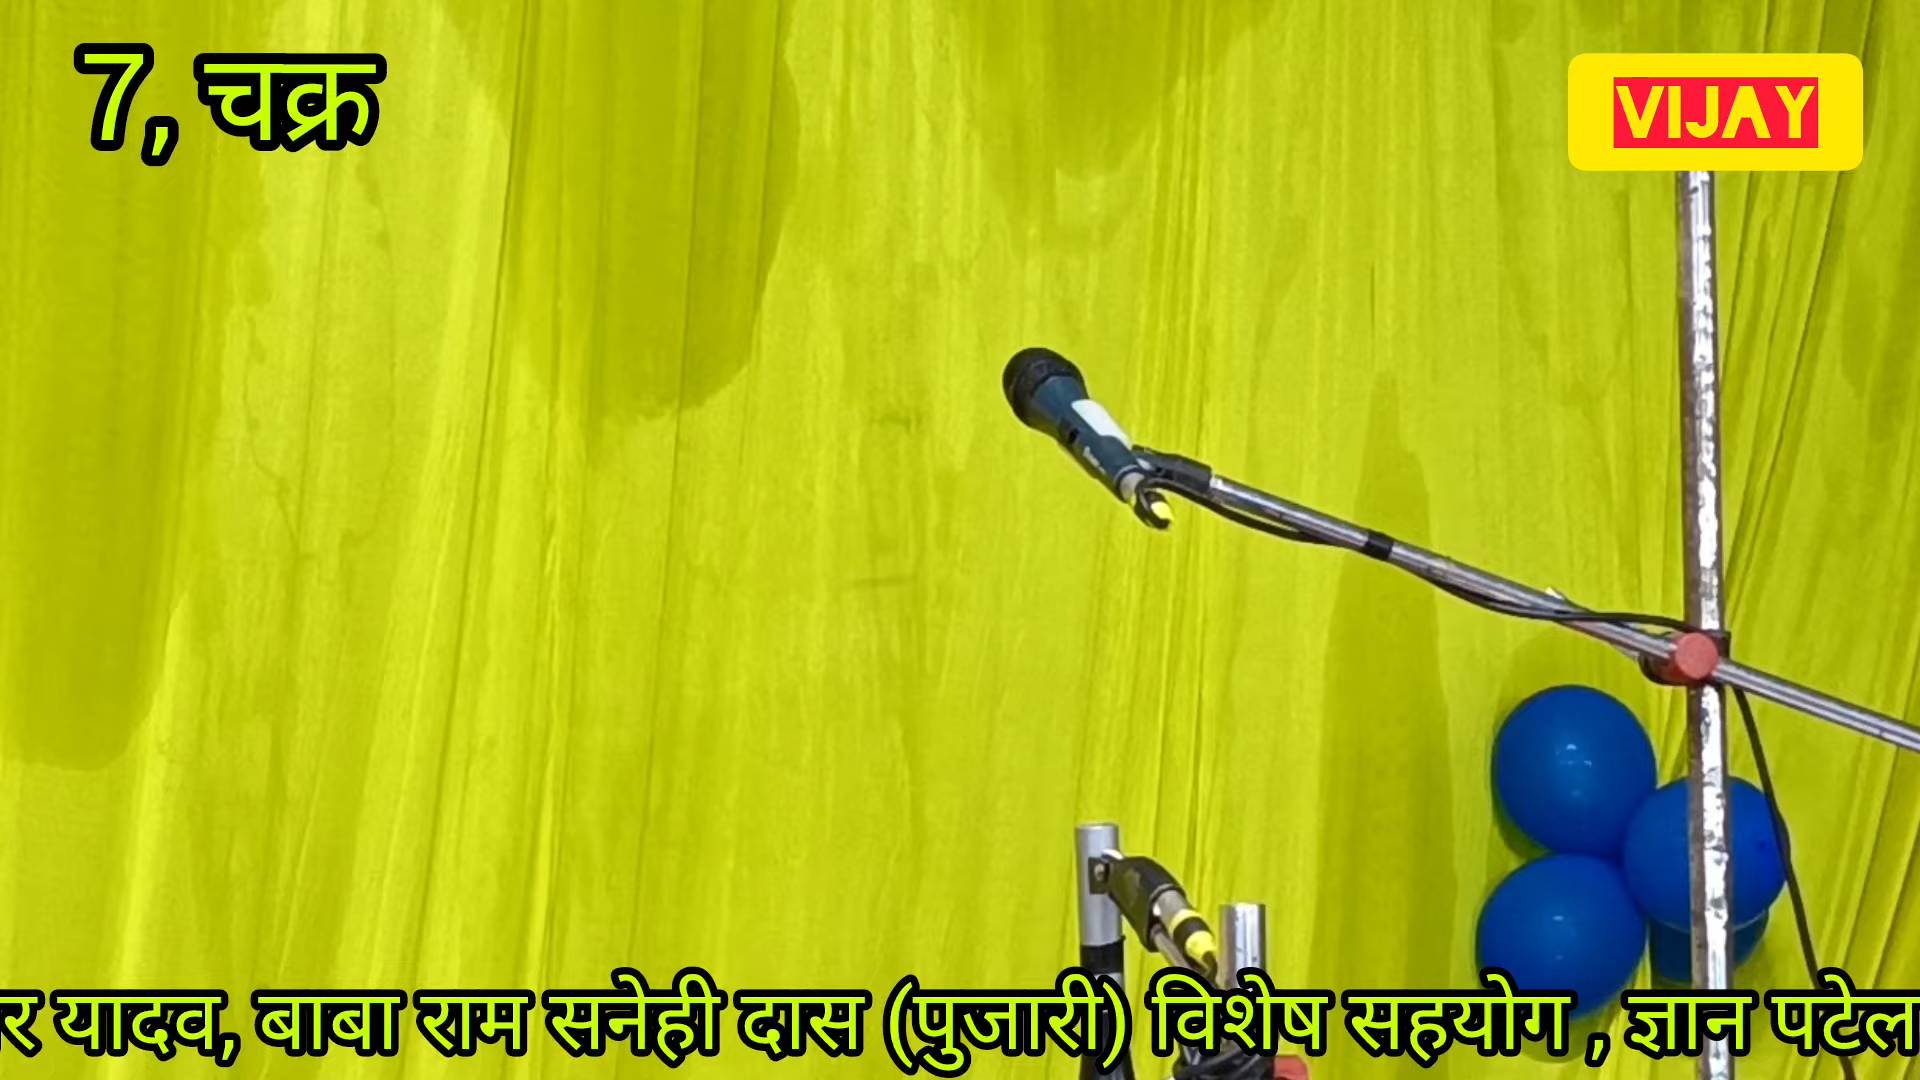 7, चक्र
VIJAY
र यादव, बाबा राम सनेही दास (पुजारी) विशेष सहयोग , ज्ञान पटेल